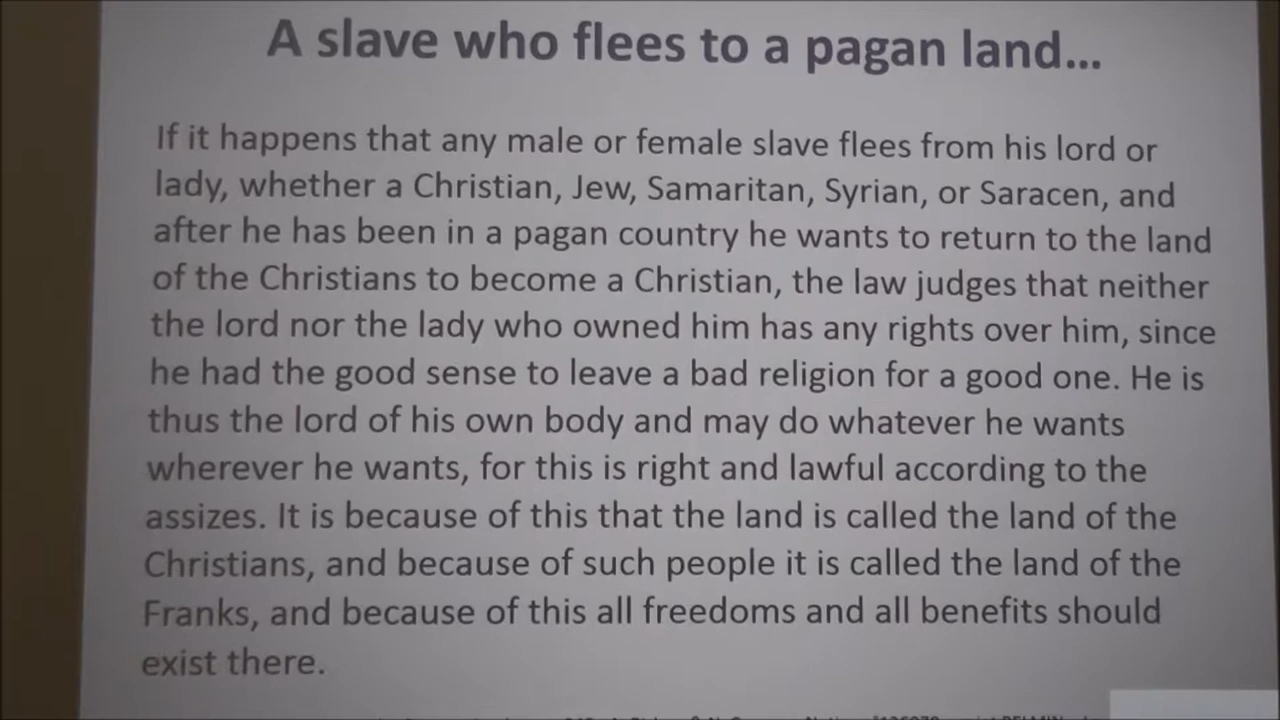 A slave who flees to a pagan land...
If it happens that any male or female slave flees from his lord or
lady, whether a Christian, Jew, Samaritan, Syrian, or Saracen, and
after he has been in a pagan country he wants to return to the land
of the Christians to become a Christian, the law judges that neither
the lord nor the lady who owned him has any rights over him, since
he had the good sense to leave a bad religion for a good one. He is
thus the lord of his own body and may do whatever he wants
wherever he wants, for this is right and lawful according to the
assizes. It is because of this that the land is called the land of the
Christians, and because of such people it is called the land of the
Franks, and because of this all freedoms and all benefits should
exist there.